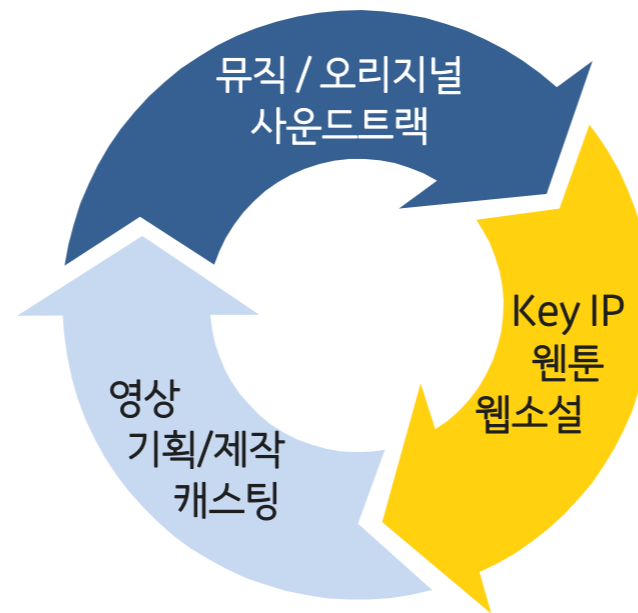 뮤직 / 오리지널
사운드트랙
Key IP
웬툰
웹소설
영상
기획/제작
캐스팅